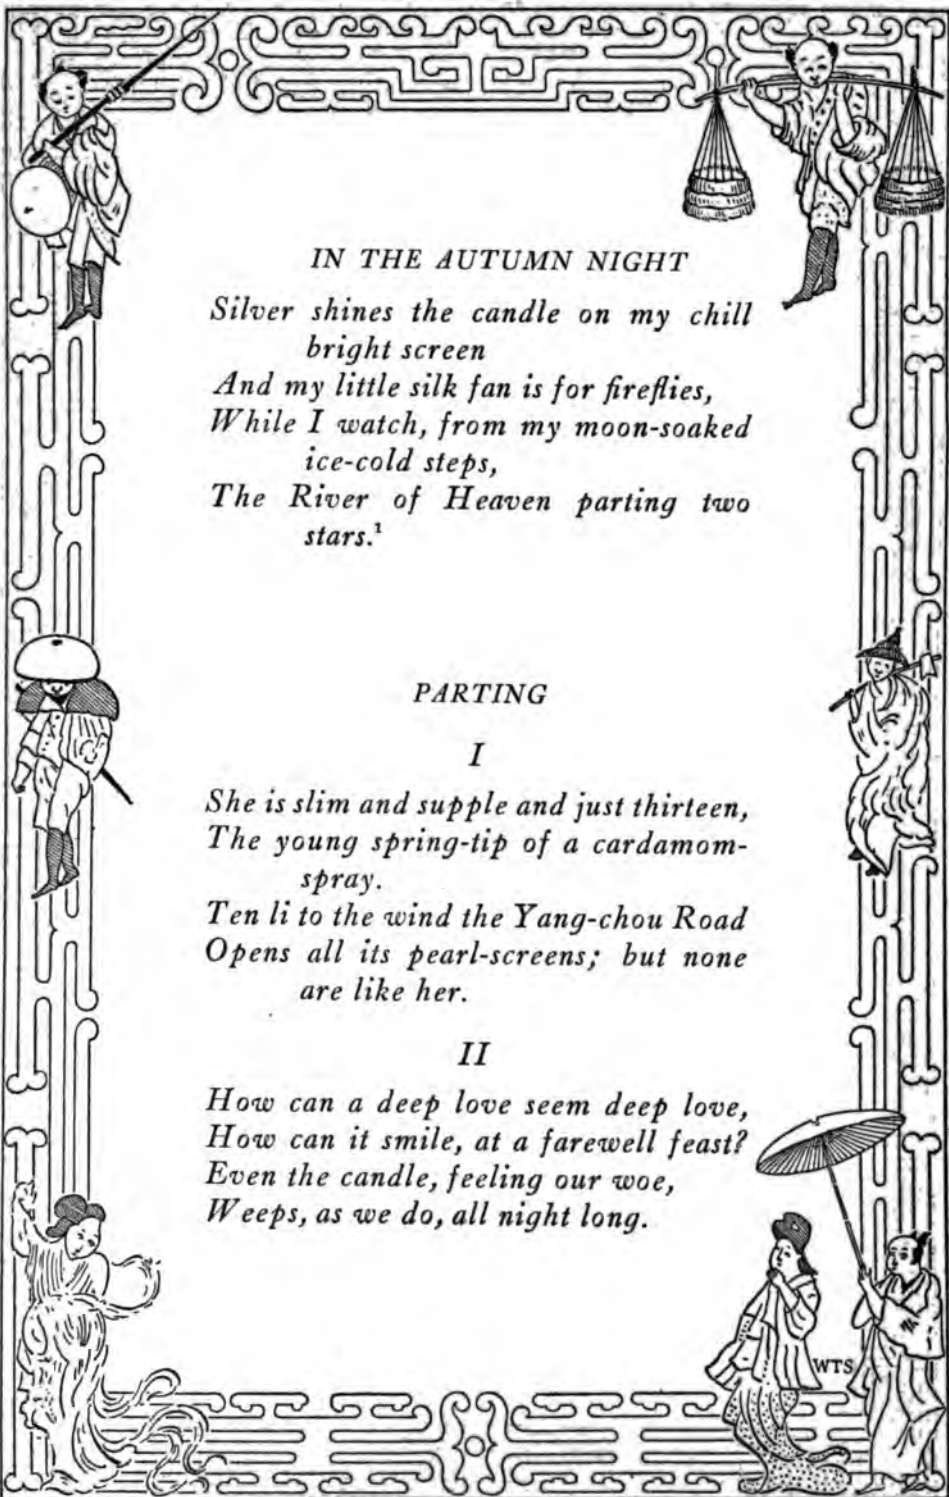 IN THE AUTUMN NIGHT
Silver shines the candle on my chill
bright screen
And my little silk fan is for fireflies,
While I watch, from my moon-soaked
ice-cold steps,
The River of Heaven parting two
stars.¹
PARTING
I
She is slim and supple and just thirteen,
The young spring-tip of a cardamom-
spray.
Ten li to the wind the Yang-chou Road
Opens all its pearl-screens; but none
are like her.
II
How can a deep love seem deep love,
How can it smile, at a farewell feast?
Even the candle, feeling our woe,
Weeps, as we do, all night long.
WTS